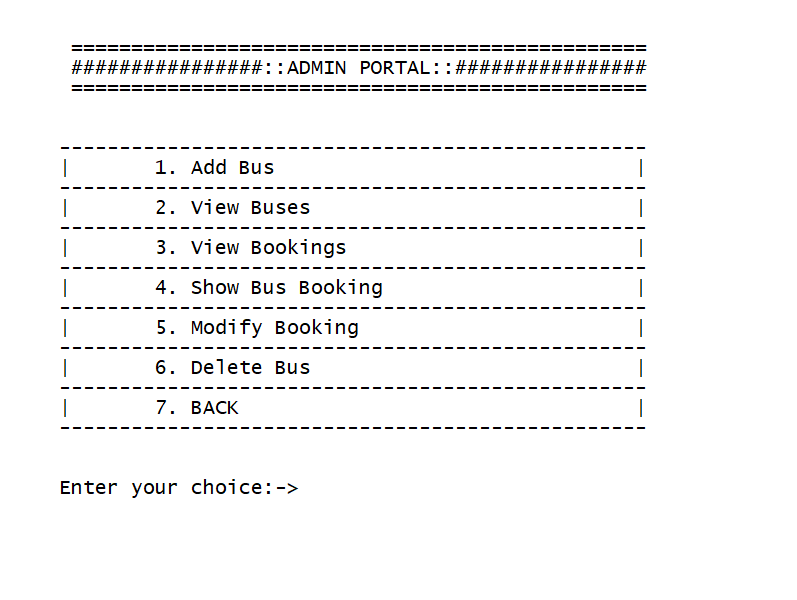 ================================================
################::ADMIN PORTAL::################
================================================
-------------------------------------------------
|       1. Add Bus                              |
-------------------------------------------------
|       2. View Buses                           |
-------------------------------------------------
|       3. View Bookings                        |
-------------------------------------------------
|       4. Show Bus Booking                     |
-------------------------------------------------
|       5. Modify Booking                       |
-------------------------------------------------
|       6. Delete Bus                           |
-------------------------------------------------
|       7. BACK                                 |
-------------------------------------------------
Enter your choice:->